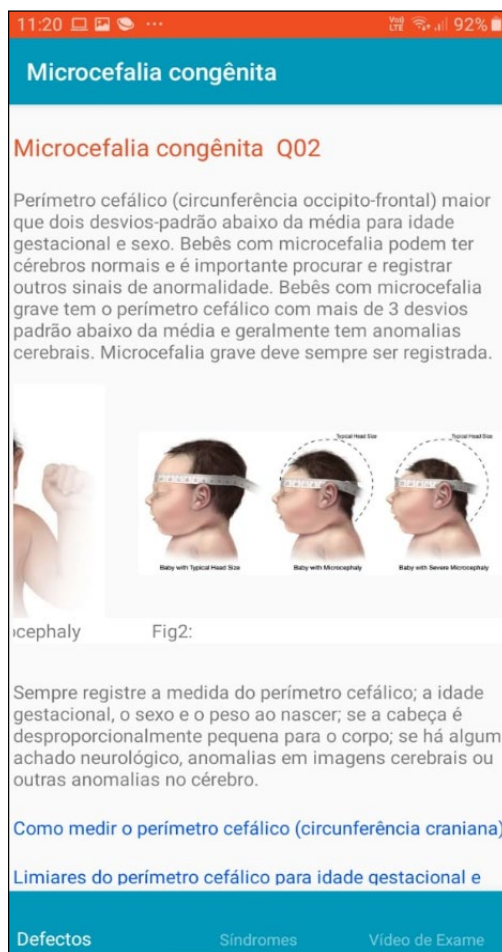 11:20 ... Voi) LTE 92%
Microcefalia congênita
Microcefalia congênita Q02
Perímetro cefálico (circunferência occipito-frontal) maior
que dois desvios-padrão abaixo da média para idade
gestacional e sexo. Bebês com microcefalia podem ter
cérebros normais e é importante procurar e registrar
outros sinais de anormalidade. Bebês com microcefalia
grave tem o perímetro cefálico com mais de 3 desvios
padrão abaixo da média e geralmente tem anomalias
cerebrais. Microcefalia grave deve sempre ser registrada.
Typical Head Size Typical Head Size
Baby with Typical Head Size Baby with Microcephaly Baby with Severe Microcephaly
ocephaly Fig2:
Sempre registre a medida do perímetro cefálico; a idade
gestacional, o sexo e o peso ao nascer; se a cabeça é
desproporcionalmente pequena para o corpo; se há algum
achado neurológico, anomalias em imagens cerebrais ou
outras anomalias no cérebro.
Como medir o perímetro cefálico (circunferência craniana)
Limiares do perímetro cefálico para idade gestacional e
Defectos Síndromes Vídeo de Exame